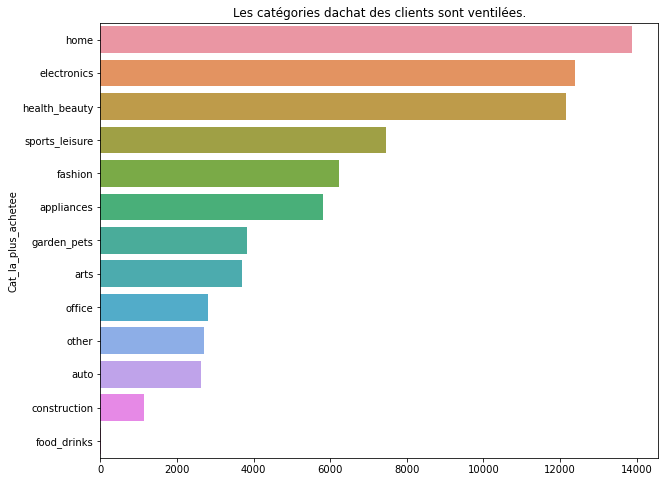 Les catégories dachat des clients sont ventilées.
Cat_la_plus_achetee
home
electronics
health_beauty
sports_leisure
fashion
appliances
garden_pets
arts
office
other
auto
construction
food_drinks
0 2000 4000 6000 8000 10000 12000 14000